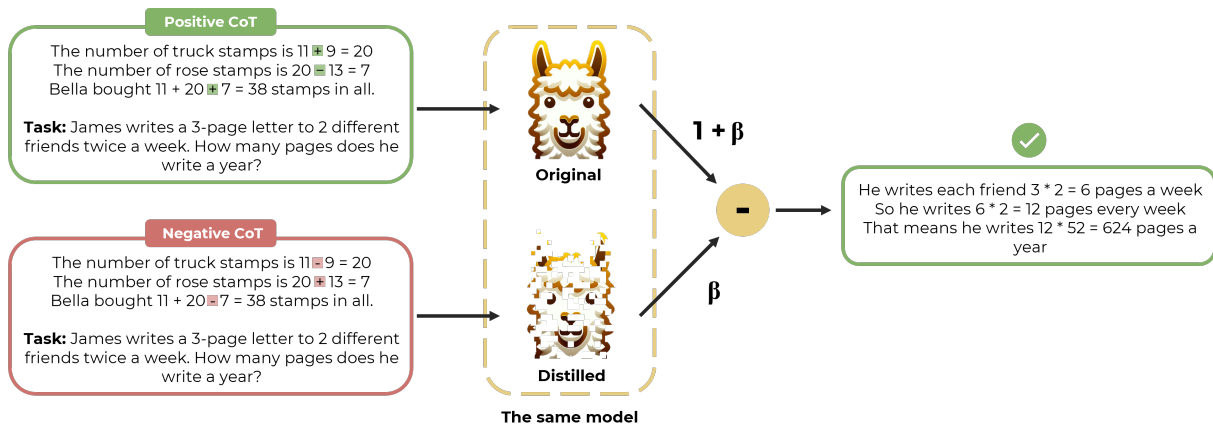 Positive CoT
The number of truck stamps is 11 + 9 = 20
The number of rose stamps is 20 - 13 = 7
Bella bought 11 + 20 + 7 = 38 stamps in all.
Task: James writes a 3-page letter to 2 different
friends twice a week. How many pages does he
write a year?
Negative CoT
The number of truck stamps is 11 - 9 = 20
The number of rose stamps is 20 + 13 = 7
Bella bought 11 + 20 - 7 = 38 stamps in all.
Task: James writes a 3-page letter to 2 different
friends twice a week. How many pages does he
write a year?
Original
Distilled
The same model
1 + β
β
-
He writes each friend 3 * 2 = 6 pages a week
So he writes 6 * 2 = 12 pages every week
That means he writes 12 * 52 = 624 pages a
year